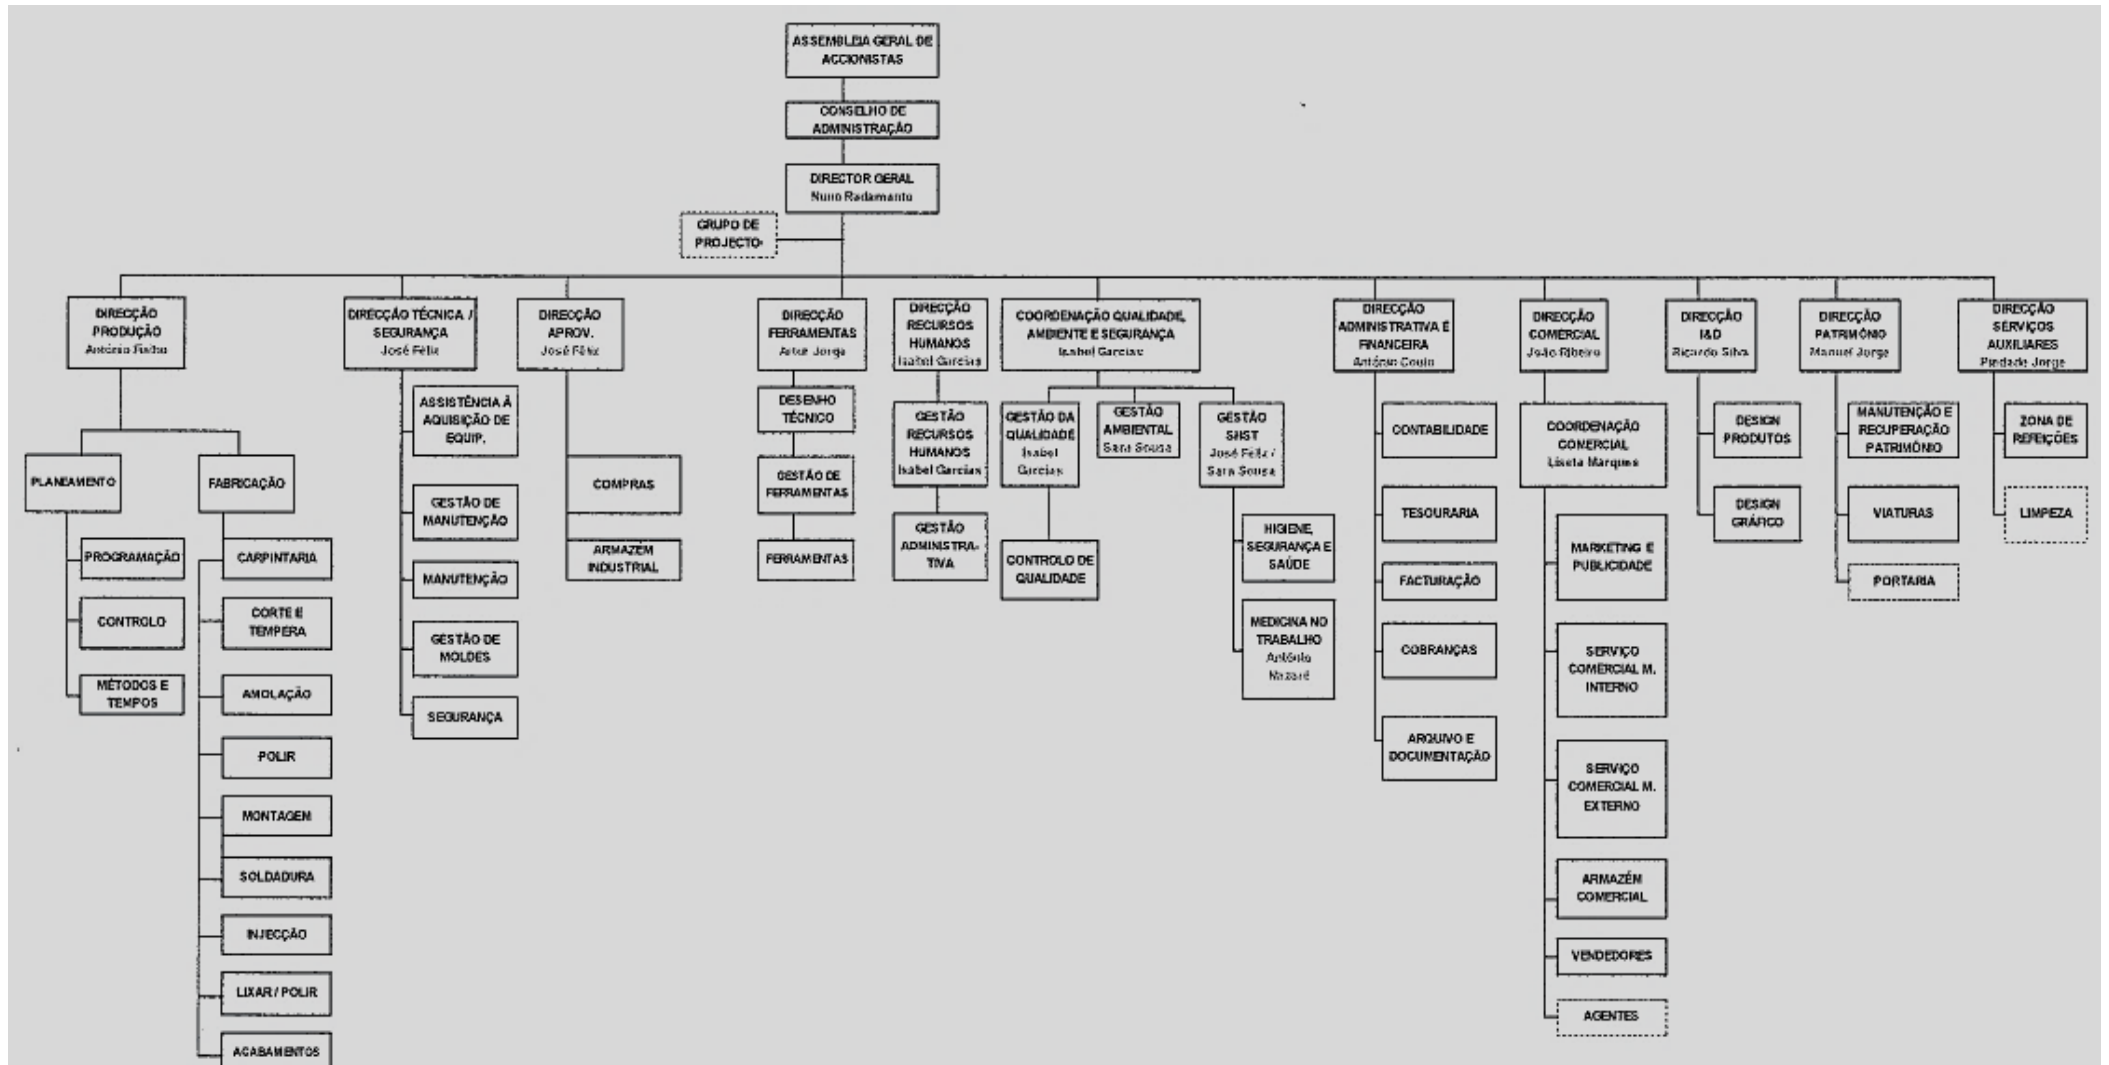 ASSEMBLEIA GERAL DE
ACCIONISTAS
CONSELHO DE
ADMINISTRAÇÃO
DIRECTOR GERAL
Nuno Radamanto
GRUPO DE
PROJECTO
DIRECÇÃO
PRODUÇÃO
António
PLANEAMENTO
PROGRAMAÇÃO
CONTROLO
MÉTODOS E
TEMPOS
FABRICAÇÃO
CARPINTARIA
CORTE E
TEMPERA
AMOLAÇÃO
POLIR
MONTAGEM
SOLDADURA
INJECÇÃO
LIXAR / POLIR
ACABAMENTOS
DIRECÇÃO TÉCNICA /
SEGURANÇA
José Félix
ASSISTÊNCIA À
AQUISIÇÃO DE
EQUIP.
GESTÃO DE
MANUTENÇÃO
MANUTENÇÃO
GESTÃO DE
MOLDES
SEGURANÇA
DIRECÇÃO
APROV.
José Félix
COMPRAS
ARMAZÉM
INDUSTRIAL
DIRECÇÃO
FERRAMENTAS
Artur Jorge
DESENHO
TÉCNICO
GESTÃO DE
FERRAMENTAS
FERRAMENTAS
DIRECÇÃO
RECURSOS
HUMANOS
Isabel Garcias
GESTÃO
RECURSOS
HUMANOS
Isabel Garcias
GESTÃO
ADMINISTRA-
TIVA
COORDENAÇÃO QUALIDADE,
AMBIENTE E SEGURANÇA
Isabel Garcias
GESTÃO DA
QUALIDADE
Isabel
Garcias
CONTROLO DE
QUALIDADE
GESTÃO
AMBIENTAL
Sara Sousa
GESTÃO
SHST
José Félix /
Sara Sousa
HIGIENE,
SEGURANÇA E
SAÚDE
MEDICINA NO
TRABALHO
António
Nazaré
DIRECÇÃO
ADMINISTRATIVA E
FINANCEIRA
António Couto
CONTABILIDADE
TESOURARIA
FACTURAÇÃO
COBRANÇAS
ARQUIVO E
DOCUMENTAÇÃO
DIRECÇÃO
COMERCIAL
João Ribeiro
COORDENAÇÃO
COMERCIAL
Liseta Marques
MARKETING E
PUBLICIDADE
SERVIÇO
COMERCIAL M.
INTERNO
SERVIÇO
COMERCIAL M.
EXTERNO
ARMAZÉM
COMERCIAL
VENDEDORES
AGENTES
DIRECÇÃO
I&D
Ricardo Silva
DESIGN
PRODUTOS
DESIGN
GRÁFICO
DIRECÇÃO
PATRIMÓNIO
Manuel Jorge
MANUTENÇÃO E
RECUPERAÇÃO
PATRIMÓNIO
VIATURAS
PORTARIA
DIRECÇÃO
SERVIÇOS
AUXILIARES
Piedade Jorge
ZONA DE
REFEIÇÕES
LIMPEZA